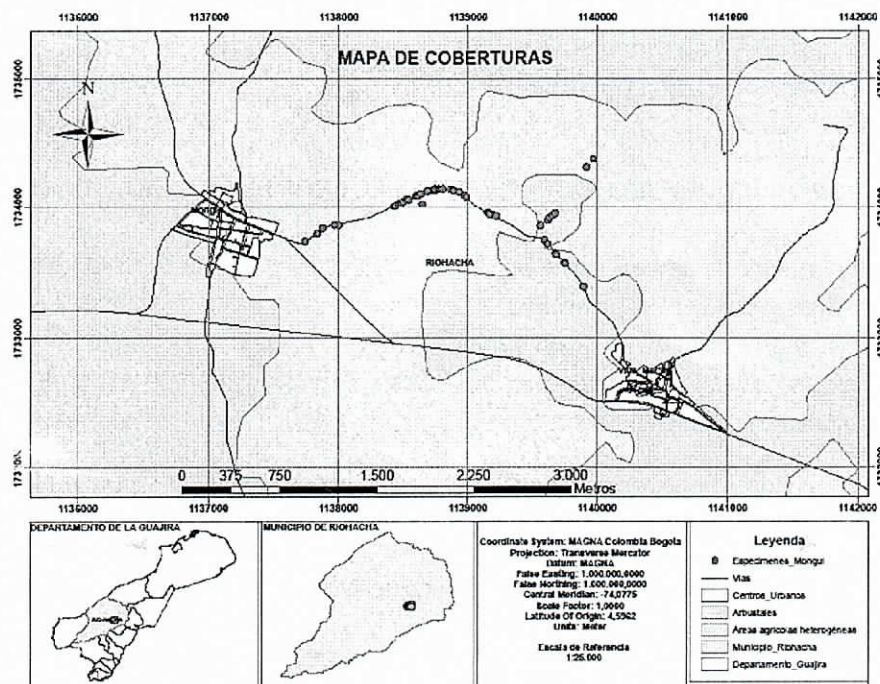 1136000 1137000 1138000 1139000 1140000 1141000 1142000
MAPA DE COBERTURAS
N
1734000
1733000
RIOHACHA
0 375 750 1.500 2.250 3.000
Metros
1136000 1137000 1138000 1139000 1140000 1141000 1142000
DEPARTAMENTO DE LA GUAJIRA
MUNICIPIO DE RIOHACHA
Coordinate System: MAGNA Colombia Bogota
Projection: Transverse Mercator
Datum: MAGNA
False Easting: 1.000.000,0000
False Northing: 1.000.000,0000
Central Meridian: -74,0775
Scale Factor: 1,0000
Latitude Of Origin: 4,5962
Units: Meter
Escala de Referencia
1:25.000
Leyenda
Especimenes_Mongui
Vias
Centros_Urbanos
Arbustales
Áreas agrícolas heterogéneas
Municipio_Riohacha
Departamento_Guajira